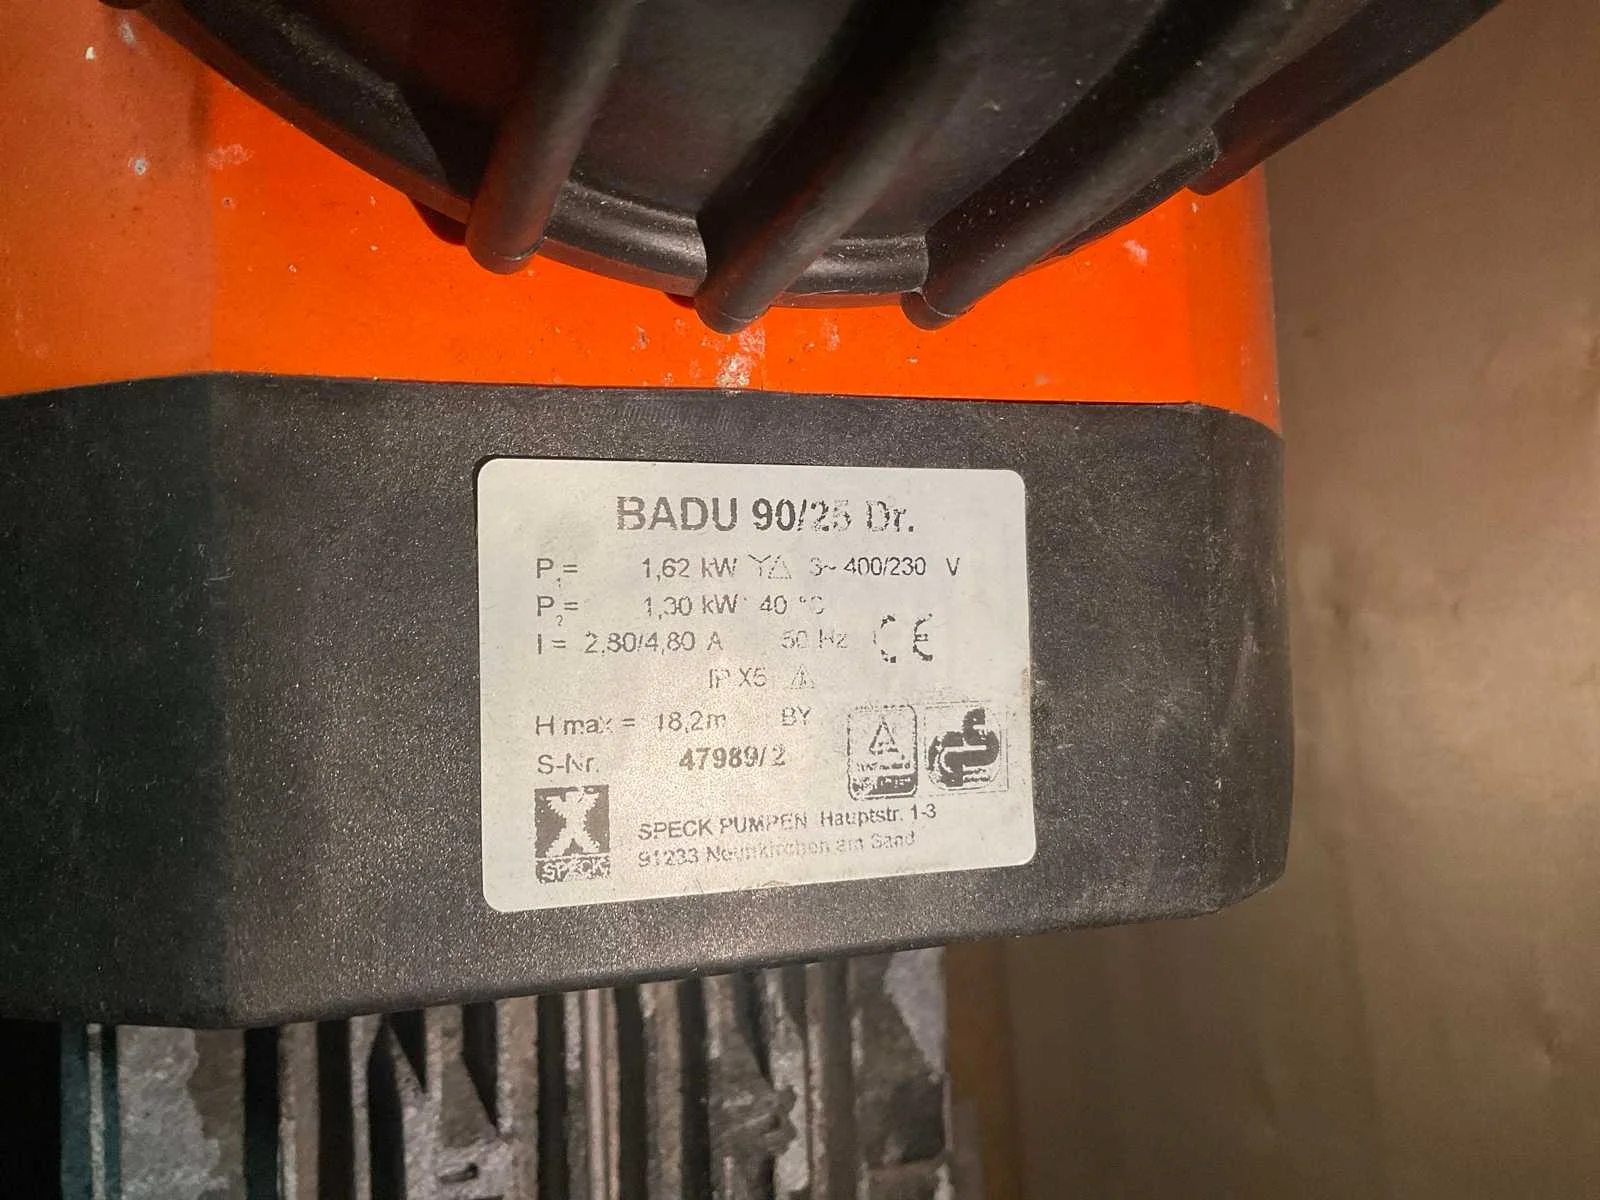 BADU 90/25 Dr.
P₁= 1,62 kW Y△ 3~ 400/230 V
P₂= 1,30 kW 40 °C
I = 2,80/4,80 A 50 Hz CE
IP X5
H max = 18,2m BY
S-Nr. 47989/2
SPECK PUMPEN Hauptstr. 1-3
91233 Neunkirchen am Sand
SPECK